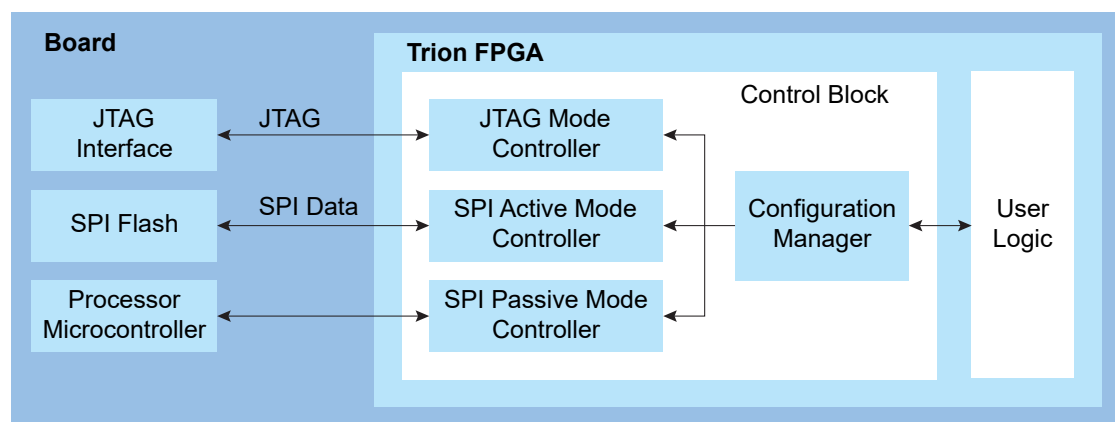 Board
Trion FPGA
Control Block
JTAG
Interface
JTAG
JTAG Mode
Controller
SPI Flash
SPI Data
SPI Active Mode
Controller
Configuration
Manager
User
Logic
Processor
Microcontroller
SPI Passive Mode
Controller